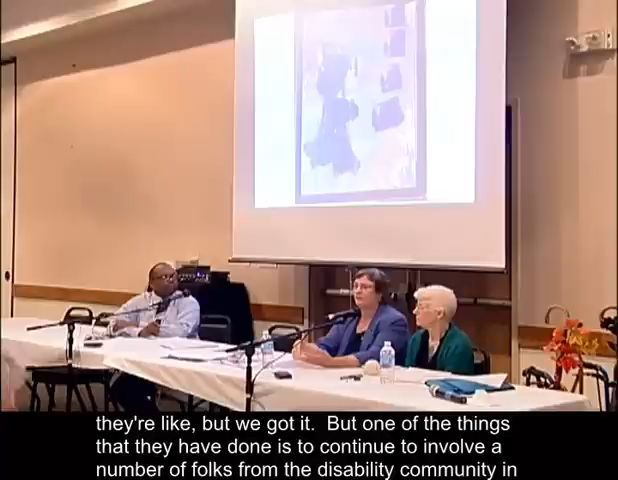 they're like, but we got it.  But one of the things
that they have done is to continue to involve a
number of folks from the disability community in